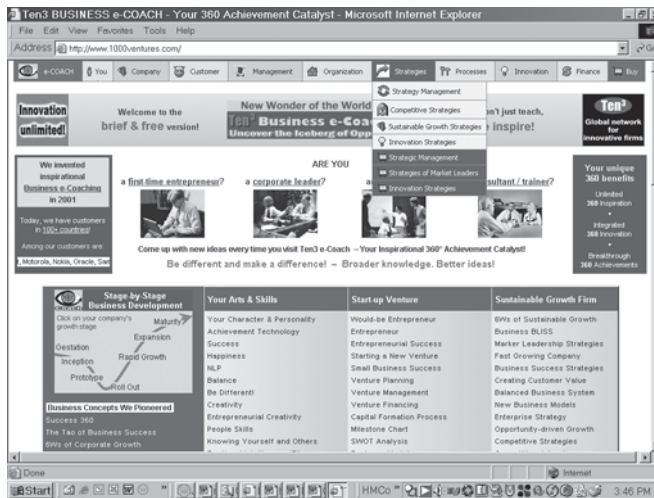 Ten3 BUSINESS e-COACH - Your 360 Achievement Catalyst - Microsoft Internet Explorer
File Edit View Favorites Tools Help
Address http://www.1000ventures.com/
e-COACH You Company Customer Management Organization Strategies Processes Innovation Finance Buy
Strategy Management
Competitive Strategies
Sustainable Growth Strategies
Innovation Strategies
Strategic Management
Strategies of Market Leaders
Innovation Strategies
Innovation
unlimited!
Welcome to the
brief & free version!
New Wonder of the World
Ten3 Business e-Coa
Uncover the Iceberg of Opp
n't just teach,
inspire!
Ten3
Global network
for
innovative firms
We invented
inspirational
Business e-Coaching
in 2001
Today, we have customers
in 100+ countries!
Among our customers are:
, Motorola, Nokia, Oracle,
ARE YOU
a first-time entrepreneur?
a corporate leader?
sultant / trainer?
Come up with new ideas every time you visit Ten3 e-Coach – Your Inspirational 360° Achievement Catalyst!
Be different and make a difference! – Broader knowledge. Better ideas!
Your unique
360 benefits
Unlimited
360 Inspiration
•
Integrated
360 Innovation
•
Breakthrough
360 Achievements
Stage-by-Stage
Business Development
Click on your company's
growth stage
Maturity?
Expansion
Gestation
Rapid Growth
Inception
Prototype
Roll Out
Business Concepts We Pioneered
Success 360
The Tao of Business Success
6Ws of Corporate Growth
Your Arts & Skills
Your Character & Personality
Achievement Technology
Success
Happiness
NLP
Balance
Be Different!
Creativity
Entrepreneurial Creativity
People Skills
Knowing Yourself and Others
Start-up Venture
Would-be Entrepreneur
Entrepreneur
Entrepreneurial Success
Starting a New Venture
Small Business Success
Venture Planning
Venture Management
Venture Financing
Capital Formation Process
Milestone Chart
SWOT Analysis
Sustainable Growth Firm
6Ws of Sustainable Growth
Business BLISS
Marker Leadership Strategies
Fast Growing Company
Business Success Strategies
Creating Customer Value
Balanced Business System
New Business Models
Enterprise Strategy
Opportunity-driven Growth
Competitive Strategies
Done
Internet
Start
HMCo
3:46 PM